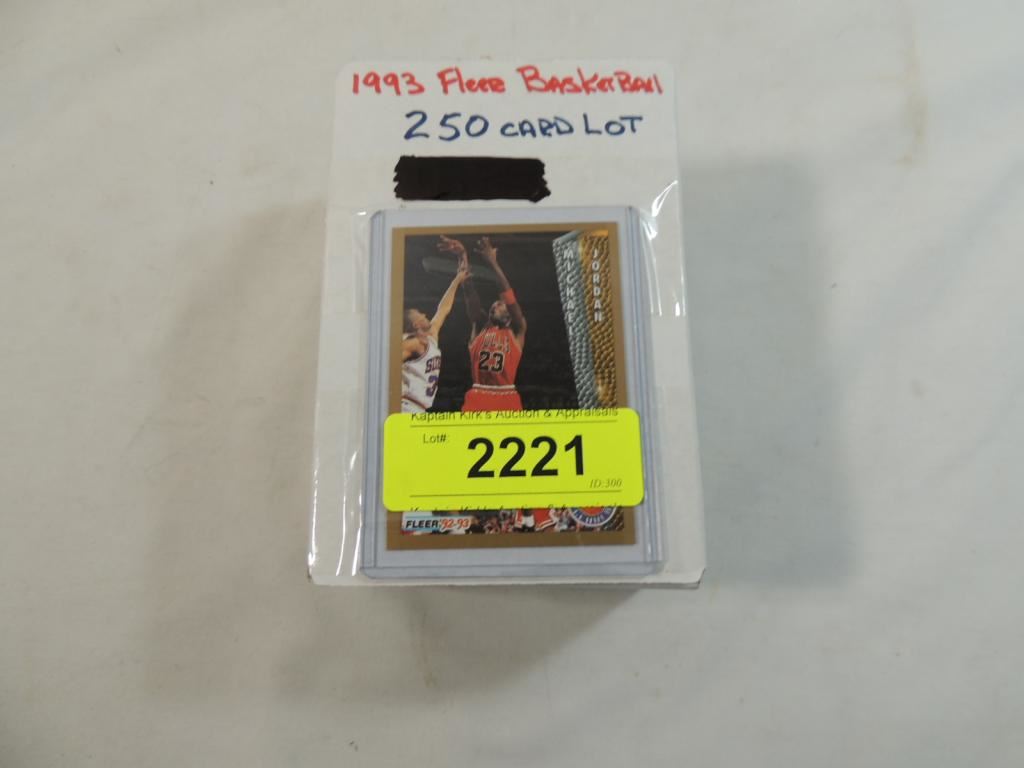 1993 Fleer BasketBall
250 CARD LOT
MICHAEL
JORDAN
BULLS
23
Kaptain Kirk's Auction & Appraisals
Lot#:
2221
ID:300
FLEER '92-93